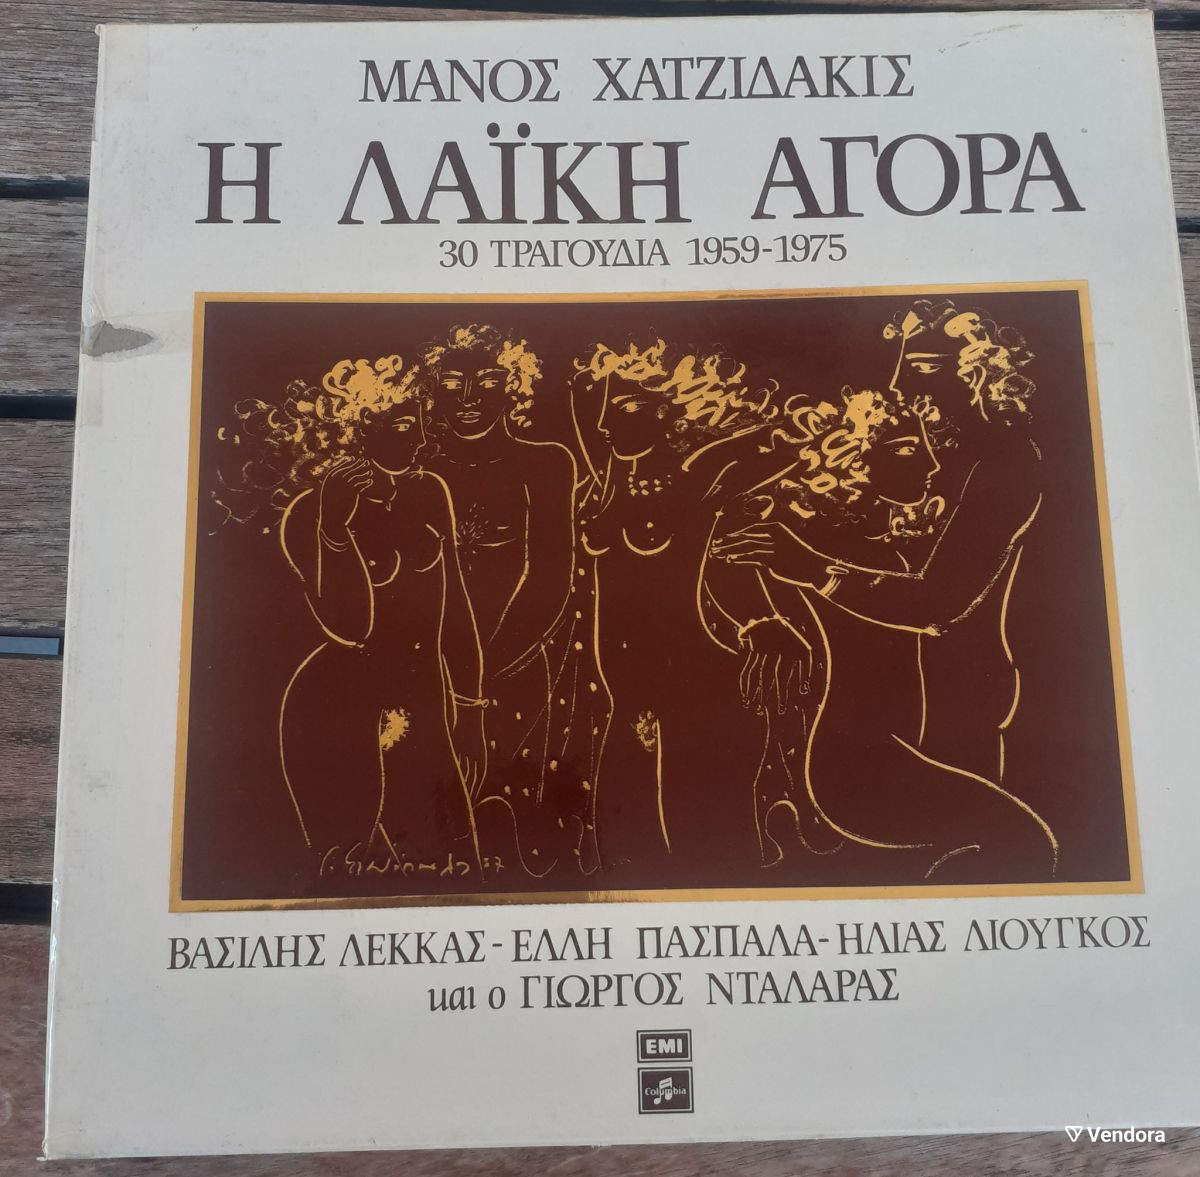 ΜΑΝΟΣ ΧΑΤΖΙΔΑΚΙΣ
Η ΛΑΪΚΗ ΑΓΟΡΑ
30 ΤΡΑΓΟΥΔΙΑ 1959-1975
ΒΑΣΙΛΗΣ ΛΕΚΚΑΣ - ΕΛΛΗ ΠΑΣΠΑΛΑ - ΗΛΙΑΣ ΛΙΟΥΓΚΟΣ
και ο ΓΙΩΡΓΟΣ ΝΤΑΛΑΡΑΣ
EMI
Columbia
Vendora